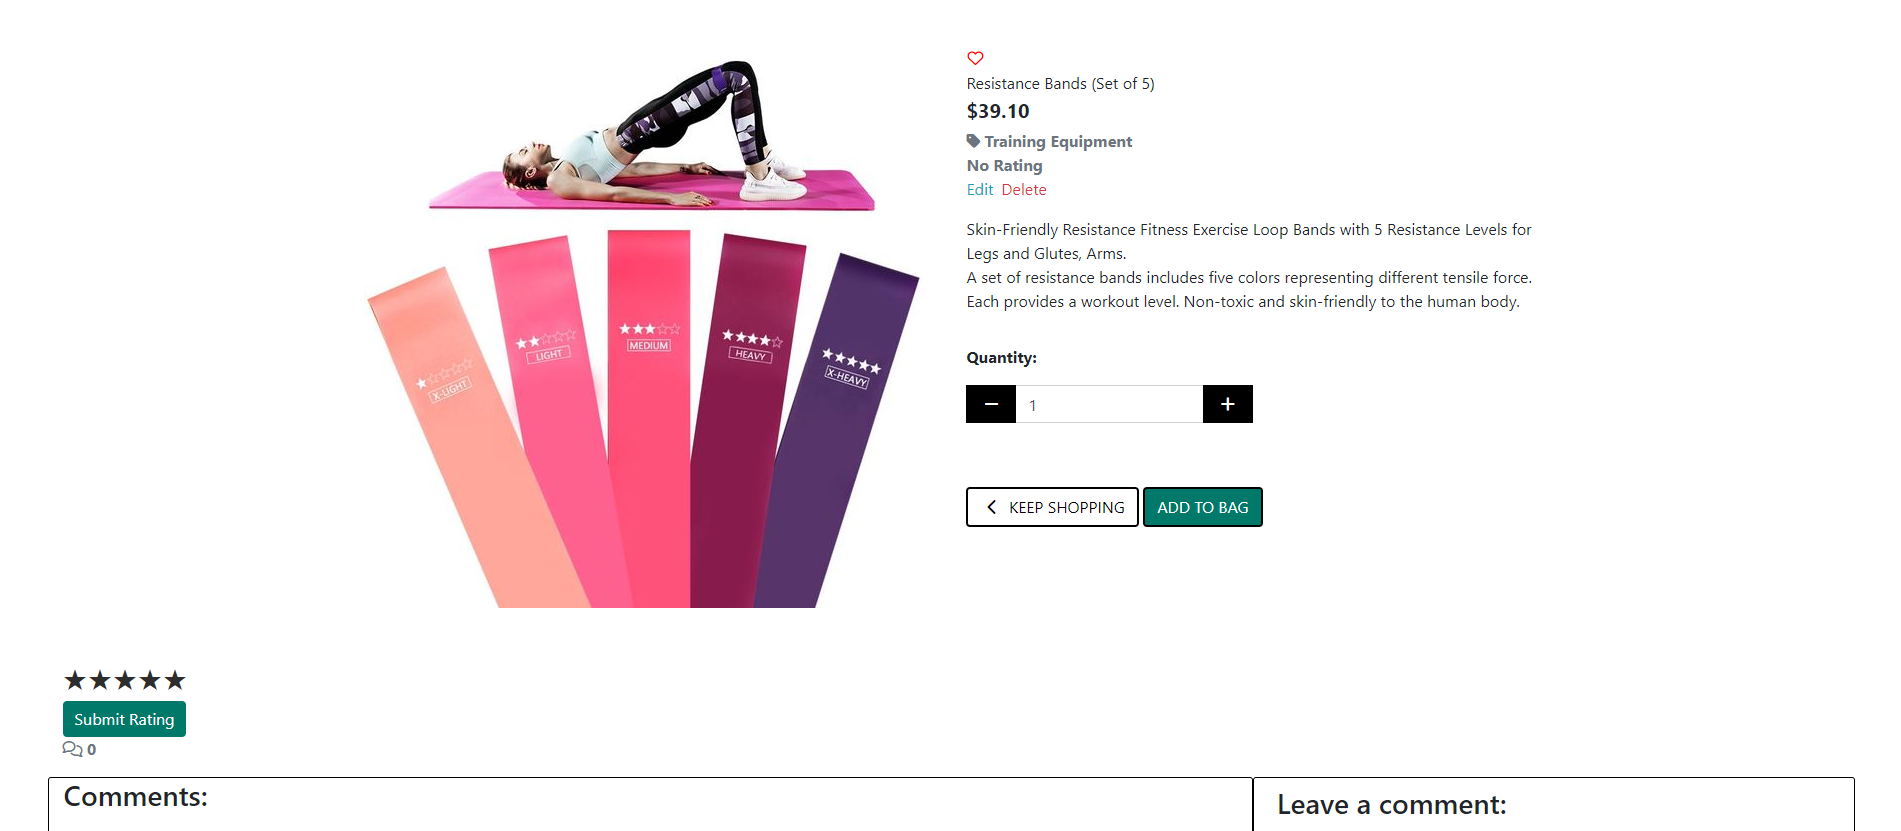 Resistance Bands (Set of 5)
$39.10
Training Equipment
No Rating
Edit Delete
Skin-Friendly Resistance Fitness Exercise Loop Bands with 5 Resistance Levels for
Legs and Glutes, Arms.
A set of resistance bands includes five colors representing different tensile force.
Each provides a workout level. Non-toxic and skin-friendly to the human body.
Quantity:
1
KEEP SHOPPING
ADD TO BAG
X-LIGHT
LIGHT
MEDIUM
HEAVY
X-HEAVY
Submit Rating
0
Comments:
Leave a comment: